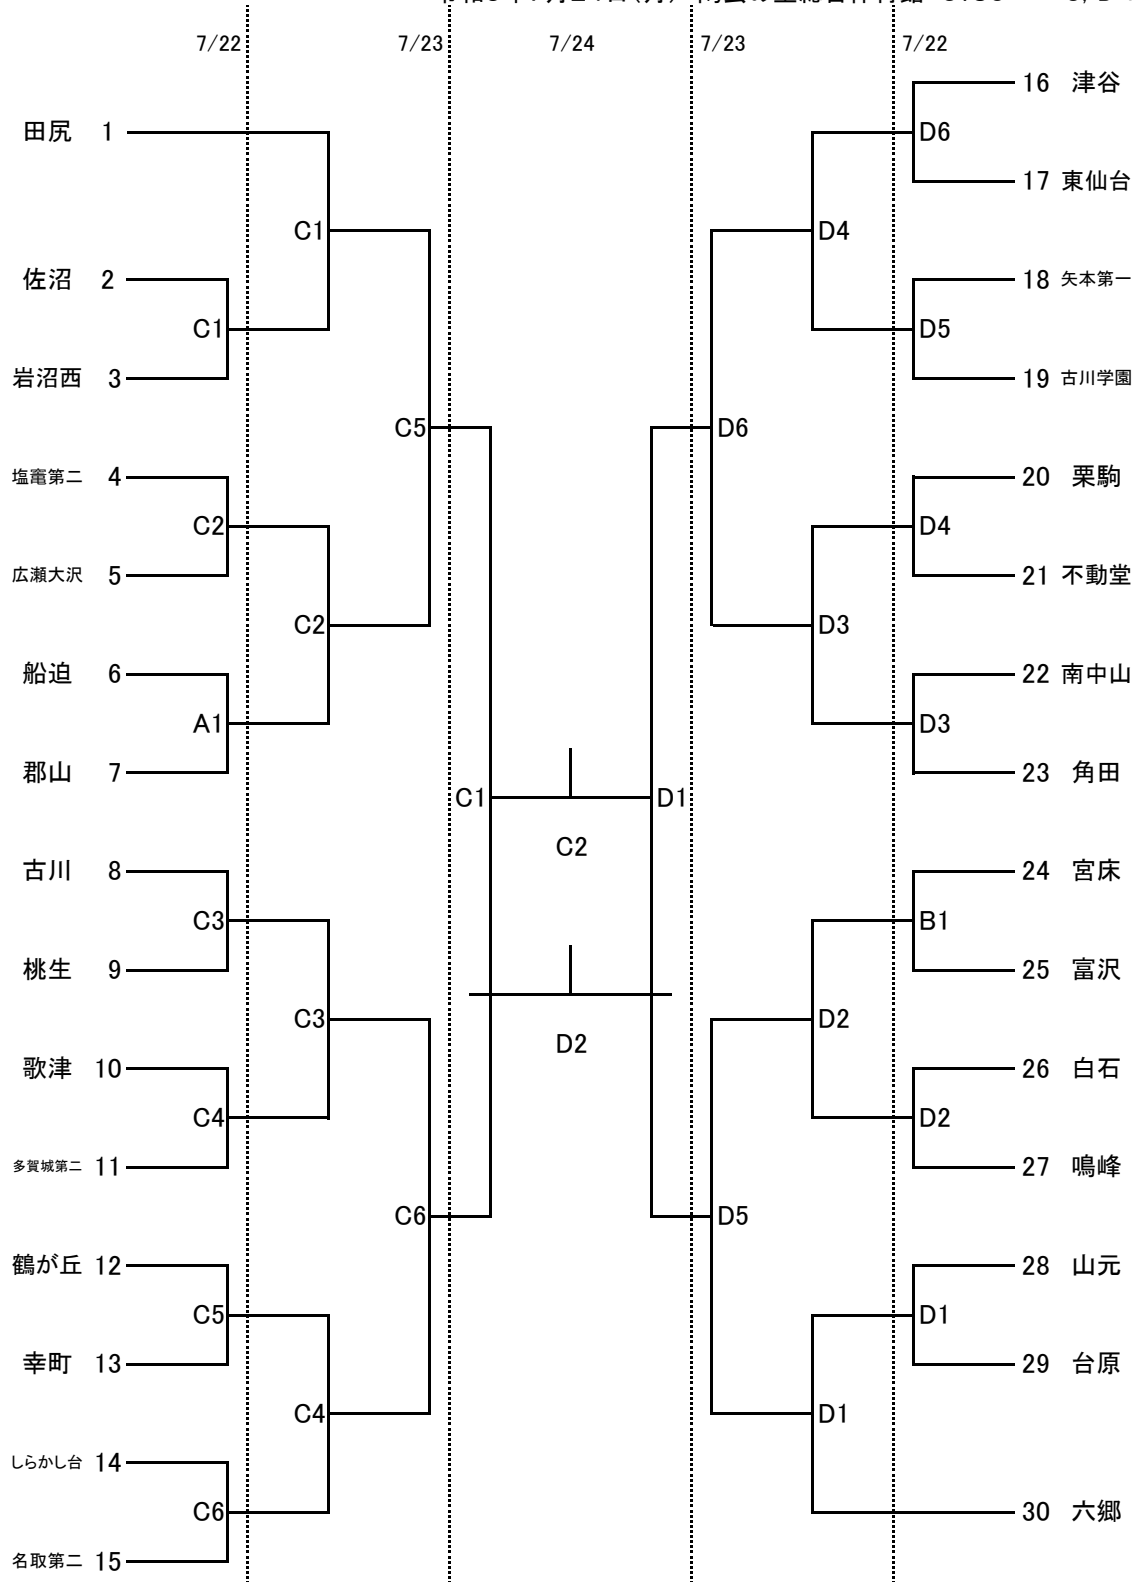 7/22 7/23 7/24 7/23 7/22
16 津谷
田尻 1 D6
17 東仙台
C1 D4
佐沼 2 18 矢本第一
C1 D5
岩沼西 3 19 古川学園
C5 D6
塩竈第二 4 20 栗駒
C2 D4
広瀬大沢 5 21 不動堂
C2 D3
船迫 6 22 南中山
A1 D3
郡山 7 23 角田
C1 D1
C2
古川 8 24 宮床
C3 B1
桃生 9 25 富沢
C3 D2
D2
歌津 10 26 白石
C4 D2
多賀城第二 11 27 鳴峰
C6 D5
鶴が丘 12 28 山元
C5 D1
幸町 13 29 台原
C4 D1
しらかし台 14
C6 30 六郷
名取第二 15